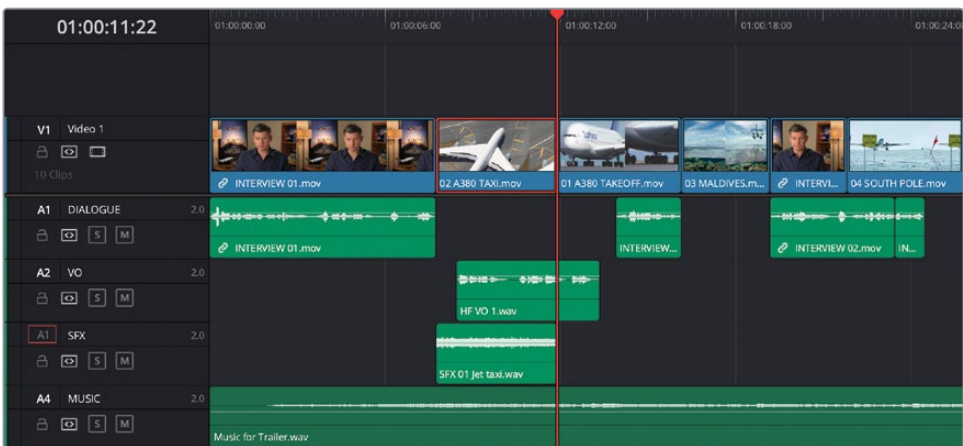 01:00:11:22
01:00:00:00 01:00:06:00 01:00:12:00 01:00:18:00 01:00:24:0
V1 Video 1
10 Clips
INTERVIEW 01.mov 02 A380 TAXI.mov 01 A380 TAKEOFF.mov 03 MALDIVES.m... INTERVI... 04 SOUTH POLE.mov
A1 DIALOGUE 2.0
S M
INTERVIEW 01.mov INTERVIEW... INTERVIEW 02.mov IN...
A2 VO 2.0
S M
HF VO 1.wav
A1 SFX 2.0
S M
SFX 01 Jet taxi.wav
A4 MUSIC 2.0
S M
Music for Trailer.wav